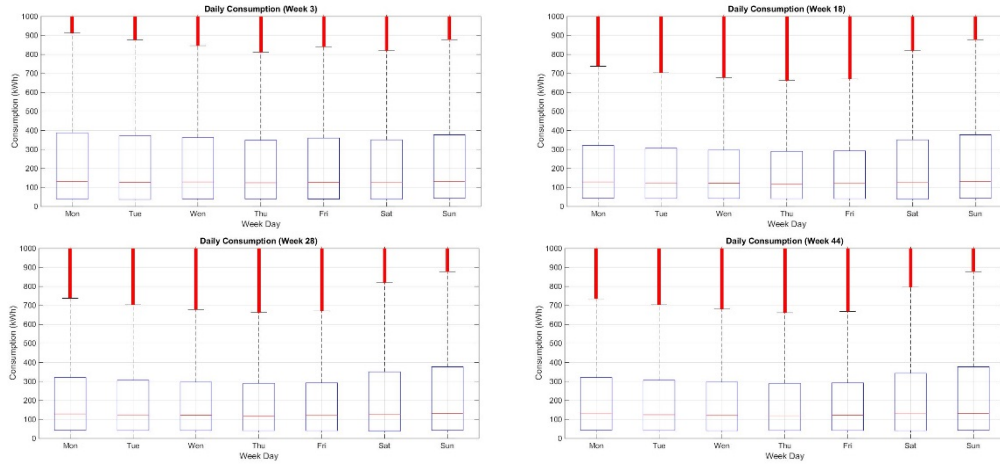 Daily Consumption (Week 3)
Consumption (kWh)
1000
900
800
700
600
500
400
300
200
100
0
Mon Tue Wen Thu Fri Sat Sun
Week Day
Daily Consumption (Week 18)
Consumption (kWh)
1000
900
800
700
600
500
400
300
200
100
0
Mon Tue Wen Thu Fri Sat Sun
Week Day
Daily Consumption (Week 28)
Consumption (kWh)
1000
900
800
700
600
500
400
300
200
100
0
Mon Tue Wen Thu Fri Sat Sun
Week Day
Daily Consumption (Week 44)
Consumption (kWh)
1000
900
800
700
600
500
400
300
200
100
0
Mon Tue Wen Thu Fri Sat Sun
Week Day